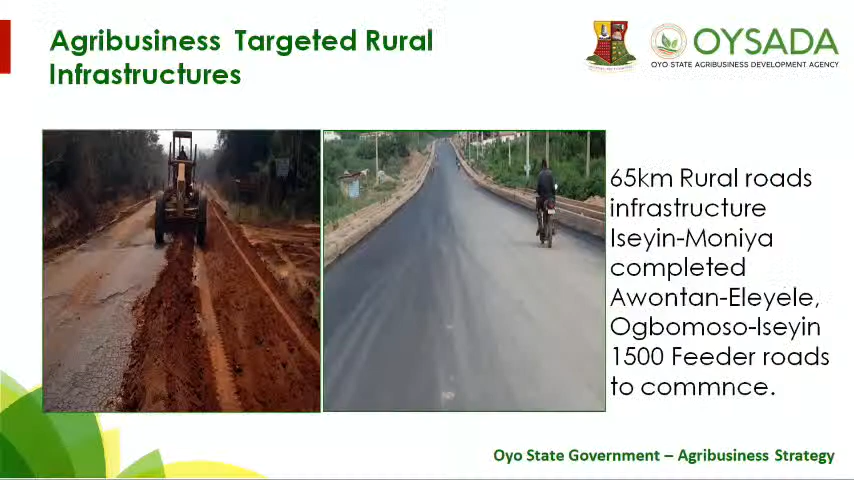 Agribusiness Targeted Rural
Infrastructures
OYSADA
OYO STATE AGRIBUSINESS DEVELOPMENT AGENCY
65km Rural roads
infrastructure
Iseyin-Moniya
completed
Awontan-Eleyele,
Ogbomoso-Iseyin
1500 Feeder roads
to commnce.
Oyo State Government – Agribusiness Strategy